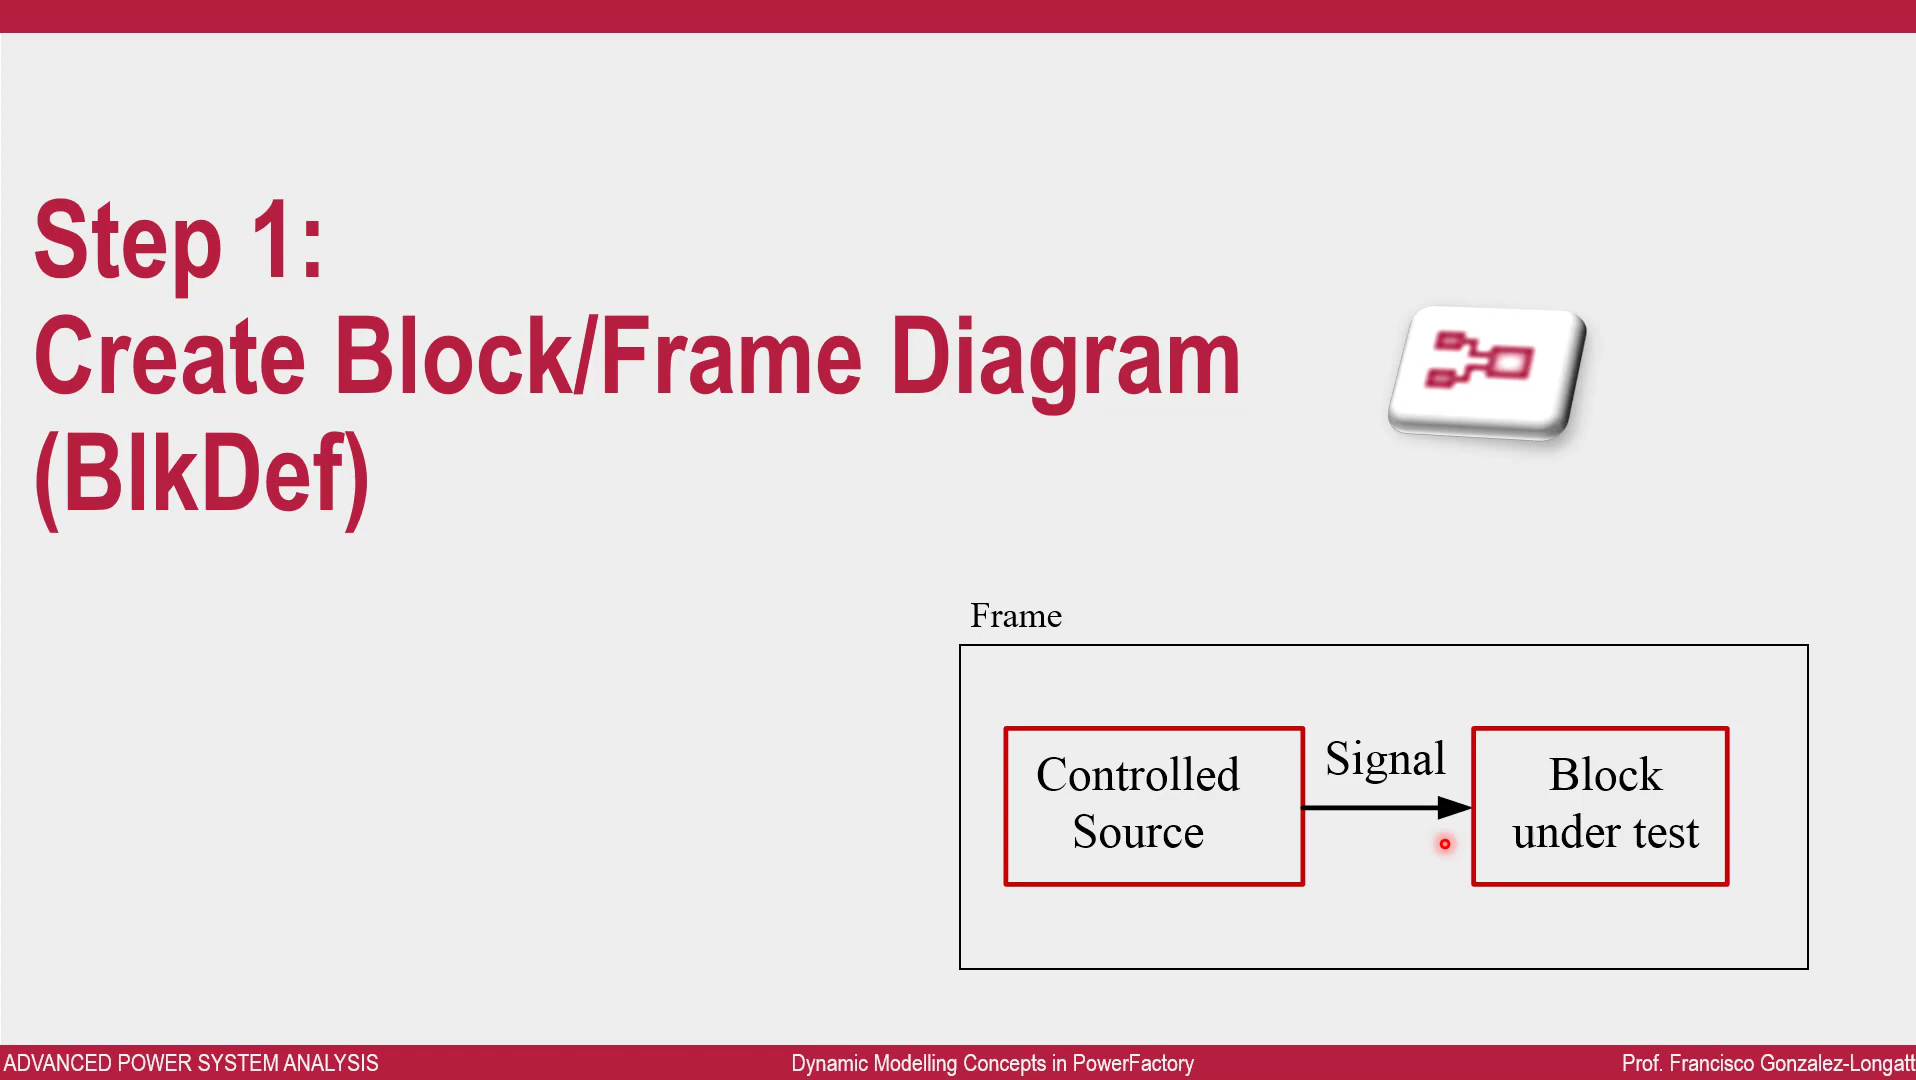 Step 1:
Create Block/Frame Diagram
(BlkDef)
Frame
Controlled
Source
Signal
Block
under test
ADVANCED POWER SYSTEM ANALYSIS
Dynamic Modelling Concepts in PowerFactory
Prof. Francisco Gonzalez-Longatt